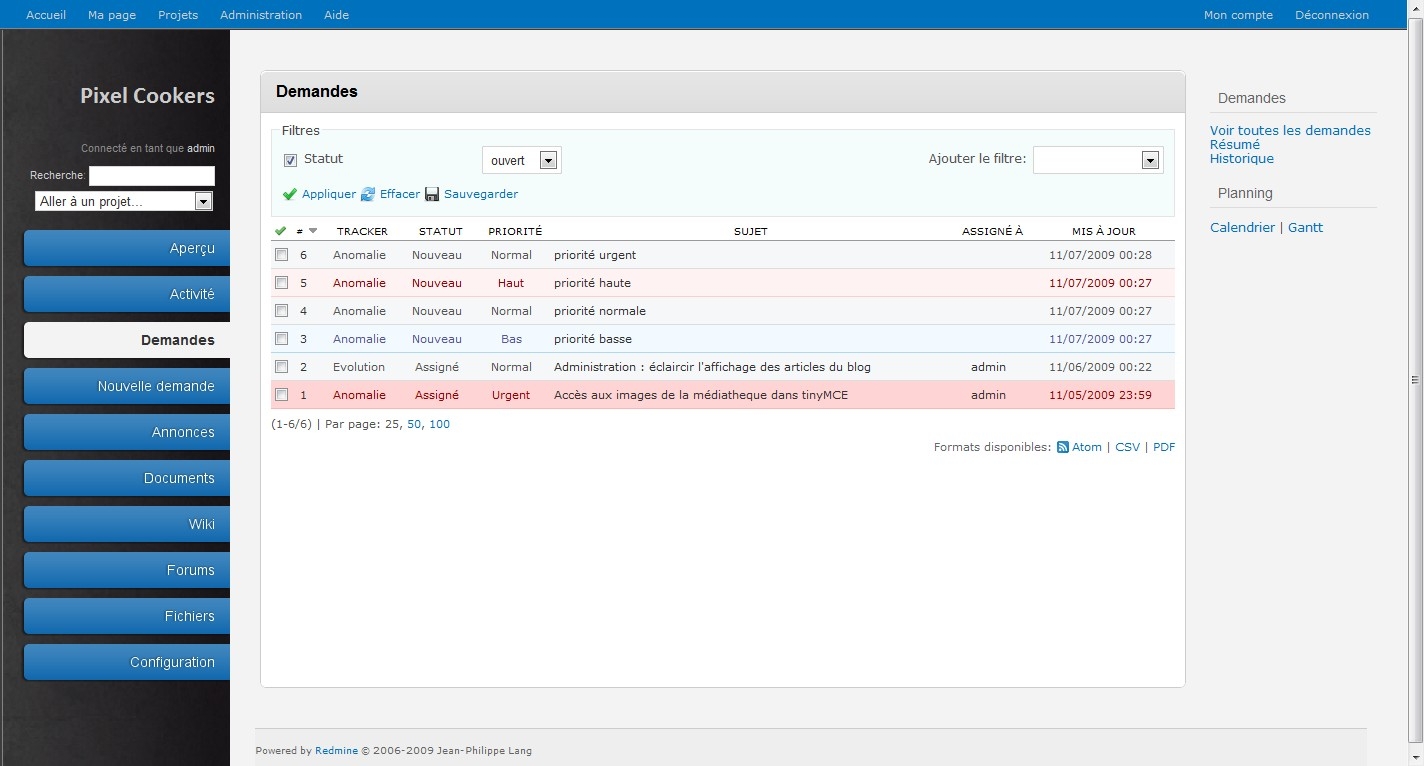 Accueil Ma page Projets Administration Aide Mon compte Déconnexion
Pixel Cookers
Connecté en tant que admin
Recherche:
Aller à un projet...
Aperçu
Activité
Demandes
Nouvelle demande
Annonces
Documents
Wiki
Forums
Fichiers
Configuration
Demandes
Filtres
Statut ouvert Ajouter le filtre:
Appliquer Effacer Sauvegarder
# TRACKER STATUT PRIORITÉ SUJET ASSIGNÉ À MIS À JOUR
6 Anomalie Nouveau Normal priorité urgent 11/07/2009 00:28
5 Anomalie Nouveau Haut priorité haute 11/07/2009 00:27
4 Anomalie Nouveau Normal priorité normale 11/07/2009 00:27
3 Anomalie Nouveau Bas priorité basse 11/07/2009 00:27
2 Evolution Assigné Normal Administration : éclaircir l'affichage des articles du blog admin 11/06/2009 00:22
1 Anomalie Assigné Urgent Accès aux images de la médiatheque dans tinyMCE admin 11/05/2009 23:59
(1-6/6) | Par page: 25, 50, 100
Formats disponibles: Atom | CSV | PDF
Demandes
Voir toutes les demandes
Résumé
Historique
Planning
Calendrier | Gantt
Powered by Redmine © 2006-2009 Jean-Philippe Lang